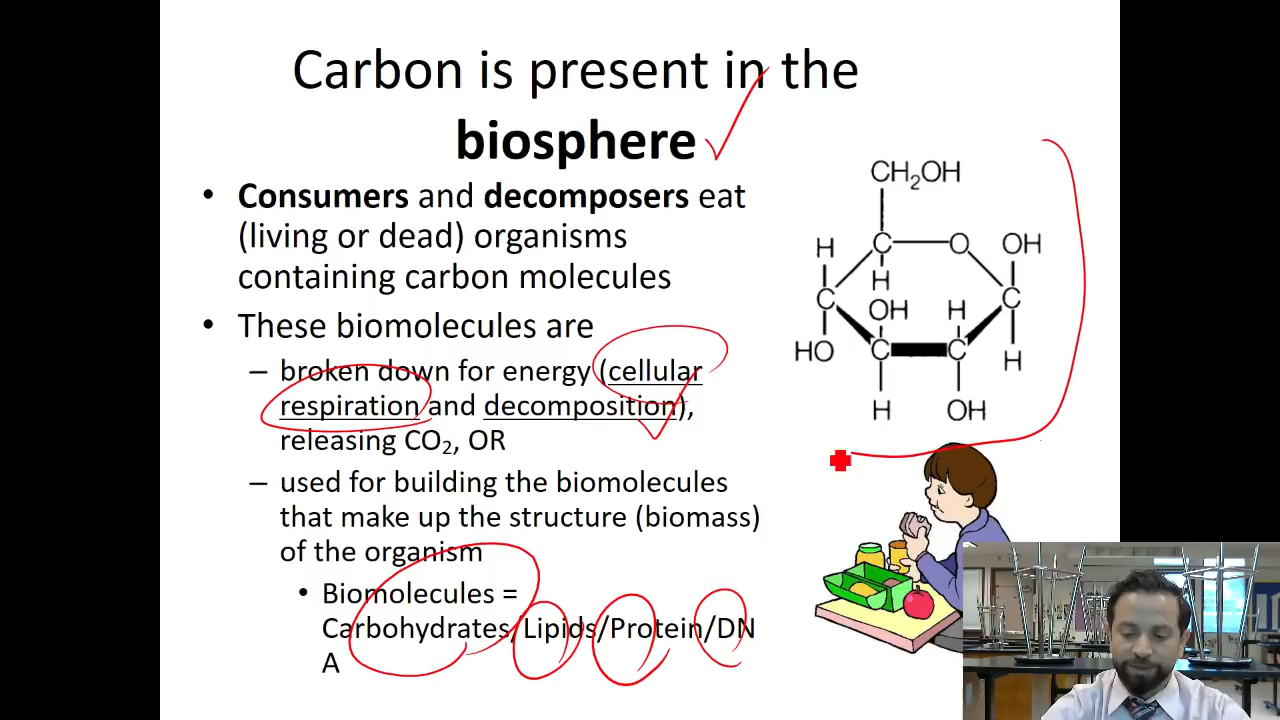 Carbon is present in the
biosphere
• Consumers and decomposers eat
(living or dead) organisms
containing carbon molecules
• These biomolecules are
– broken down for energy (cellular
respiration and decomposition),
releasing CO₂, OR
– used for building the biomolecules
that make up the structure (biomass)
of the organism
• Biomolecules =
Carbohydrates/Lipids/Protein/DN
A
CH₂OH
H C O OH
H
C OH H C
HO C C H
H OH